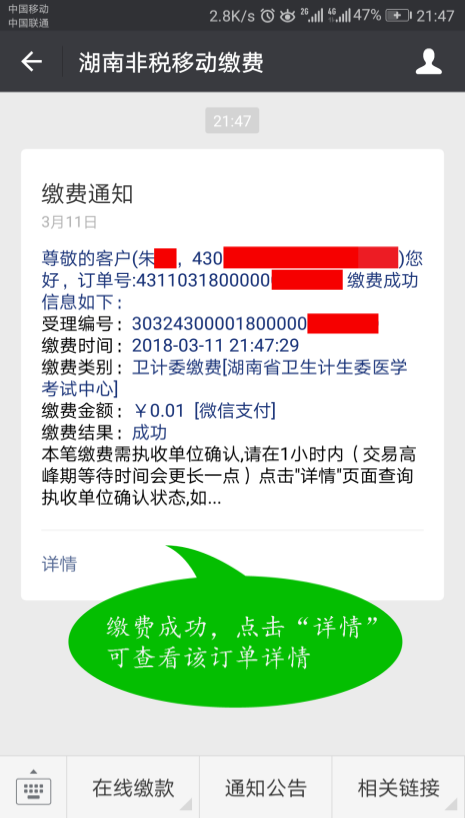 中国移动
中国联通
2.8K/s 2G 4G 47% 21:47
湖南非税移动缴费
21:47
缴费通知
3月11日
尊敬的客户(朱 ，430 )您
好，订单号:4311031800000 缴费成功
信息如下：
受理编号：30324300001800000
缴费时间：2018-03-11 21:47:29
缴费类别：卫计委缴费[湖南省卫生计生委医学
考试中心]
缴费金额：￥0.01 [微信支付]
缴费结果：成功
本笔缴费需执收单位确认,请在1小时内（交易高
峰期等待时间会更长一点）点击"详情"页面查询
执收单位确认状态,如...
详情
缴费成功，点击“详情”
可查看该订单详情
在线缴款 通知公告 相关链接